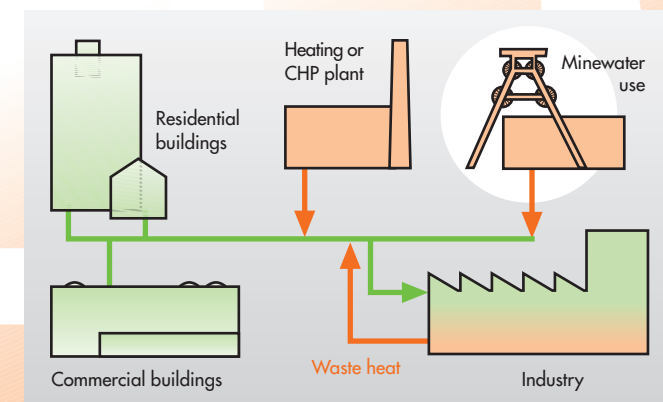 Heating or
CHP plant
Minewater
use
Residential
buildings
Waste heat
Commercial buildings
Industry